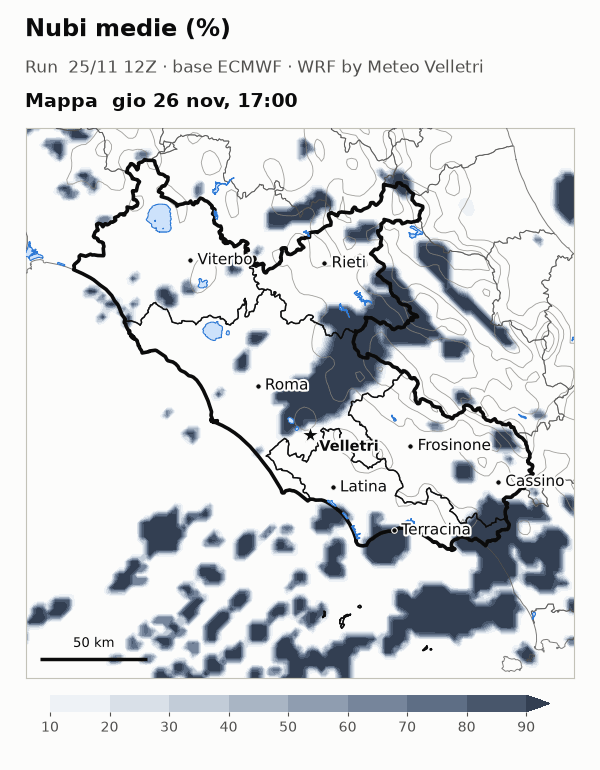 Nubi medie (%)
Run  25/11 12Z · base ECMWF · WRF by Meteo Velletri
Mappa  gio 26 nov, 17:00
Viterbo
Rieti
Roma
Velletri
Frosinone
Cassino
Latina
Terracina
50 km
10 20 30 40 50 60 70 80 90